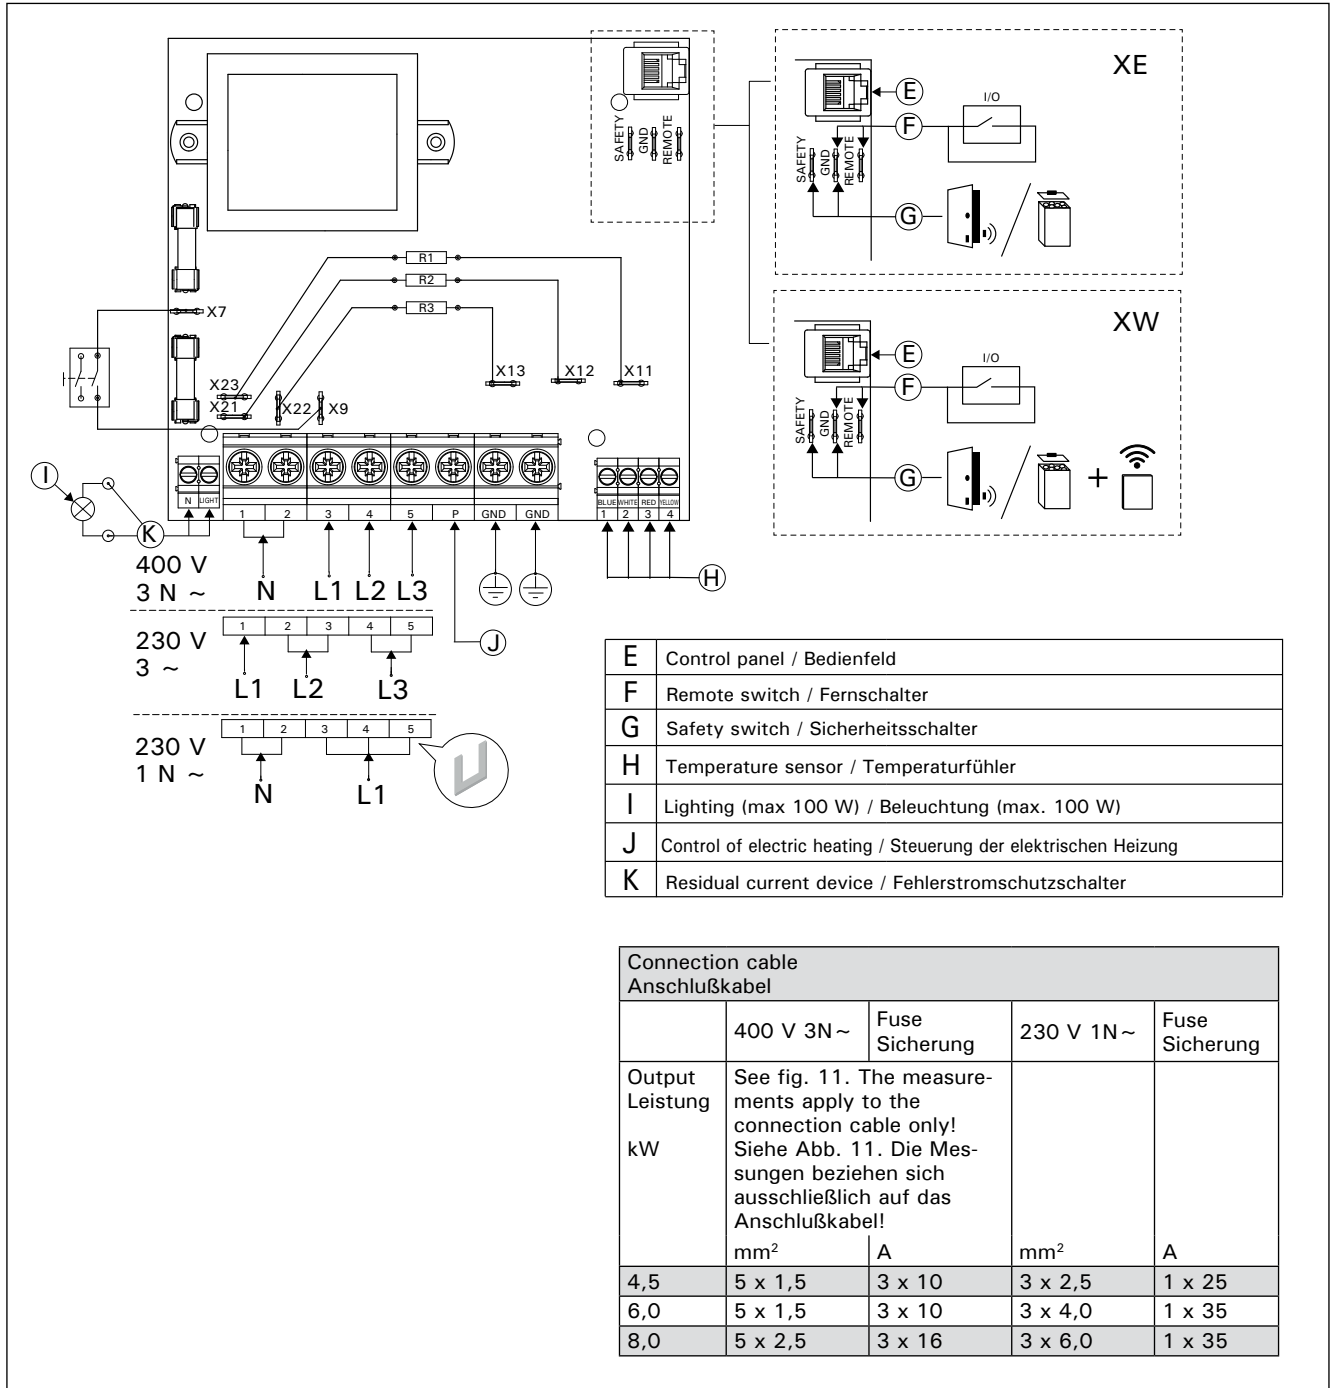 XE
E
I/O
F
SAFETY
GND
REMOTE
SAFETY
GND
REMOTE
G
R1
R2
R3
X7
X13
X12
X11
X23
X21
X22
X9
XW
E
I/O
F
SAFETY
GND
REMOTE
G
+
I
K
N
LIGHT
BLUE
WHITE
RED
YELLOW
1
2
3
4
5
P
GND
GND
1
2
3
4
H
400 V
3 N ~
N
L1
L2
L3
J
230 V
3 ~
1
2
3
4
5
L1
L2
L3
230 V
1 N ~
1
2
3
4
5
N
L1
E Control panel / Bedienfeld
F Remote switch / Fernschalter
G Safety switch / Sicherheitsschalter
H Temperature sensor / Temperaturfühler
I Lighting (max 100 W) / Beleuchtung (max. 100 W)
J Control of electric heating / Steuerung der elektrischen Heizung
K Residual current device / Fehlerstromschutzschalter
Connection cable
Anschlußkabel
400 V 3N~
Fuse
Sicherung
230 V 1N~
Fuse
Sicherung
Output
Leistung
kW
See fig. 11. The measure-
ments apply to the
connection cable only!
Siehe Abb. 11. Die Mes-
sungen beziehen sich
ausschließlich auf das
Anschlußkabel!
mm² A mm² A
4,5 5 x 1,5 3 x 10 3 x 2,5 1 x 25
6,0 5 x 1,5 3 x 10 3 x 4,0 1 x 35
8,0 5 x 2,5 3 x 16 3 x 6,0 1 x 35